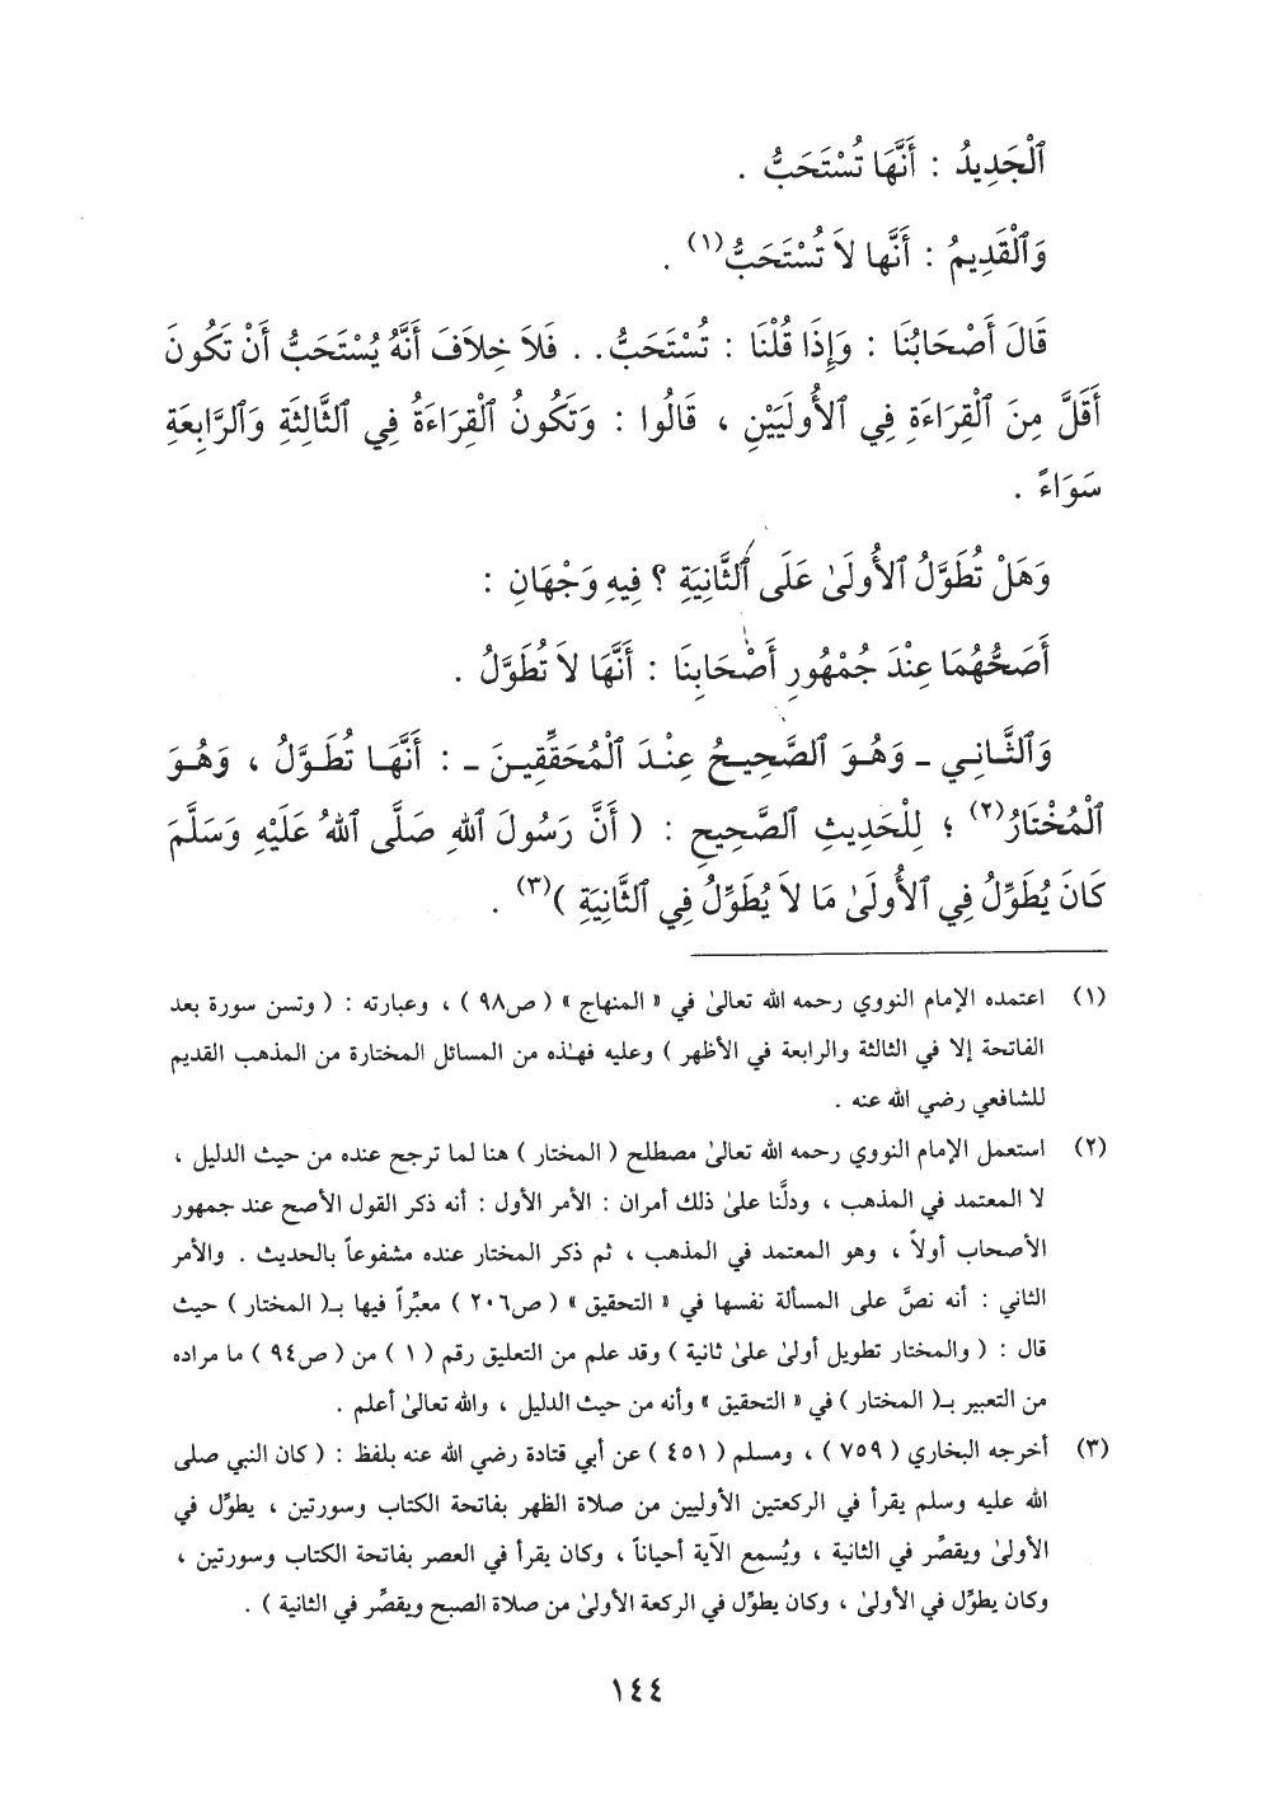 ٱلْجَدِيدُ : أَنَّهَا تُسْتَحَبُّ .
وَٱلْقَدِيمُ : أَنَّها لاَ تُسْتَحَبُّ(١) .
قَالَ أَصْحَابُنَا : وَإِذَا قُلْنَا : تُسْتَحَبُّ . . فَلاَ خِلاَفَ أَنَّهُ يُسْتَحَبُّ أَنْ تَكُونَ
أَقَلَّ مِنَ ٱلْقِرَاءَةِ فِي ٱلأُولَيَيْنِ ، قَالُوا : وَتَكُونُ ٱلْقِرَاءَةُ فِي ٱلثَّالِثَةِ وَٱلرَّابِعَةِ
سَوَاءً .
وَهَلْ تُطَوَّلُ ٱلأُولَىٰ عَلَى ٱلثَّانِيَةِ ؟ فِيهِ وَجْهَانِ :
أَصَحُّهُمَا عِنْدَ جُمْهُورِ أَصْحَابِنَا : أَنَّهَا لاَ تُطَوَّلُ .
وَٱلثَّانِي ـ وَهُوَ ٱلصَّحِيحُ عِنْدَ ٱلْمُحَقِّقِينَ ـ : أَنَّهَا تُطَوَّلُ ، وَهُوَ
ٱلْمُخْتَارُ(٢) ؛ لِلْحَدِيثِ ٱلصَّحِيحِ : ( أَنَّ رَسُولَ ٱللهِ صَلَّى ٱللهُ عَلَيْهِ وَسَلَّمَ
كَانَ يُطَوِّلُ فِي ٱلأُولَىٰ مَا لاَ يُطَوِّلُ فِي ٱلثَّانِيَةِ )(٣) .
(١) اعتمده الإمام النووي رحمه الله تعالىٰ في « المنهاج » ( ص٩٨ ) ، وعبارته : ( وتسن سورة بعد
الفاتحة إلا في الثالثة والرابعة في الأظهر ) وعليه فهـٰذه من المسائل المختارة من المذهب القديم
للشافعي رضي الله عنه .
(٢) استعمل الإمام النووي رحمه الله تعالىٰ مصطلح ( المختار ) هنا لما ترجح عنده من حيث الدليل ،
لا المعتمد في المذهب ، ودلَّنا علىٰ ذلك أمران : الأمر الأول : أنه ذكر القول الأصح عند جمهور
الأصحاب أولاً ، وهو المعتمد في المذهب ، ثم ذكر المختار عنده مشفوعاً بالحديث . والأمر
الثاني : أنه نصَّ على المسألة نفسها في « التحقيق » ( ص٢٠٦ ) معبِّراً فيها بـ( المختار ) حيث
قال : ( والمختار تطويل أولىٰ علىٰ ثانية ) وقد علم من التعليق رقم ( ١ ) من ( ص٩٤ ) ما مراده
من التعبير بـ( المختار ) في « التحقيق » وأنه من حيث الدليل ، والله تعالىٰ أعلم .
(٣) أخرجه البخاري ( ٧٥٩ ) ، ومسلم ( ٤٥١ ) عن أبي قتادة رضي الله عنه بلفظ : ( كان النبي صلى
الله عليه وسلم يقرأ في الركعتين الأوليين من صلاة الظهر بفاتحة الكتاب وسورتين ، يطوِّل في
الأولىٰ ويقصِّر في الثانية ، ويُسمع الآية أحياناً ، وكان يقرأ في العصر بفاتحة الكتاب وسورتين ،
وكان يطوِّل في الأولىٰ ، وكان يطوِّل في الركعة الأولىٰ من صلاة الصبح ويقصِّر في الثانية ) .
١٤٤